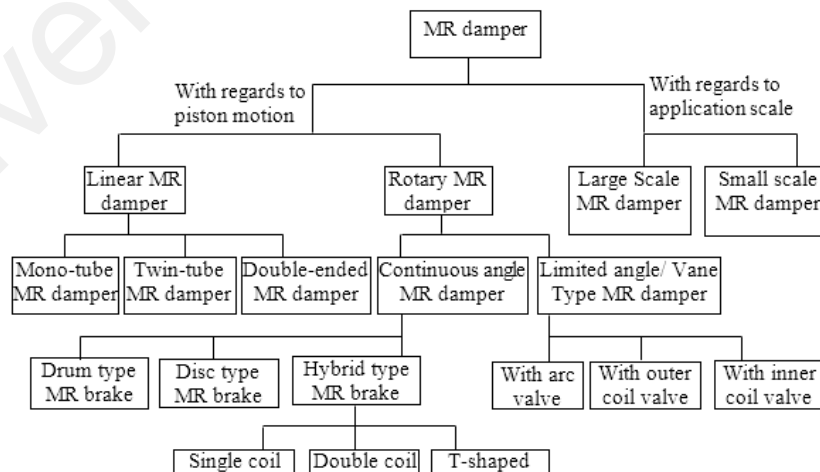 MR damper
With regards to
piston motion
With regards to
application scale
Linear MR
damper
Rotary MR
damper
Large Scale
MR damper
Small scale
MR damper
Mono-tube
MR damper
Twin-tube
MR damper
Double-ended
MR damper
Continuous angle
MR damper
Limited angle/ Vane
Type MR damper
Drum type
MR brake
Disc type
MR brake
Hybrid type
MR brake
With arc
valve
With outer
coil valve
With inner
coil valve
Single coil
Double coil
T-shaped